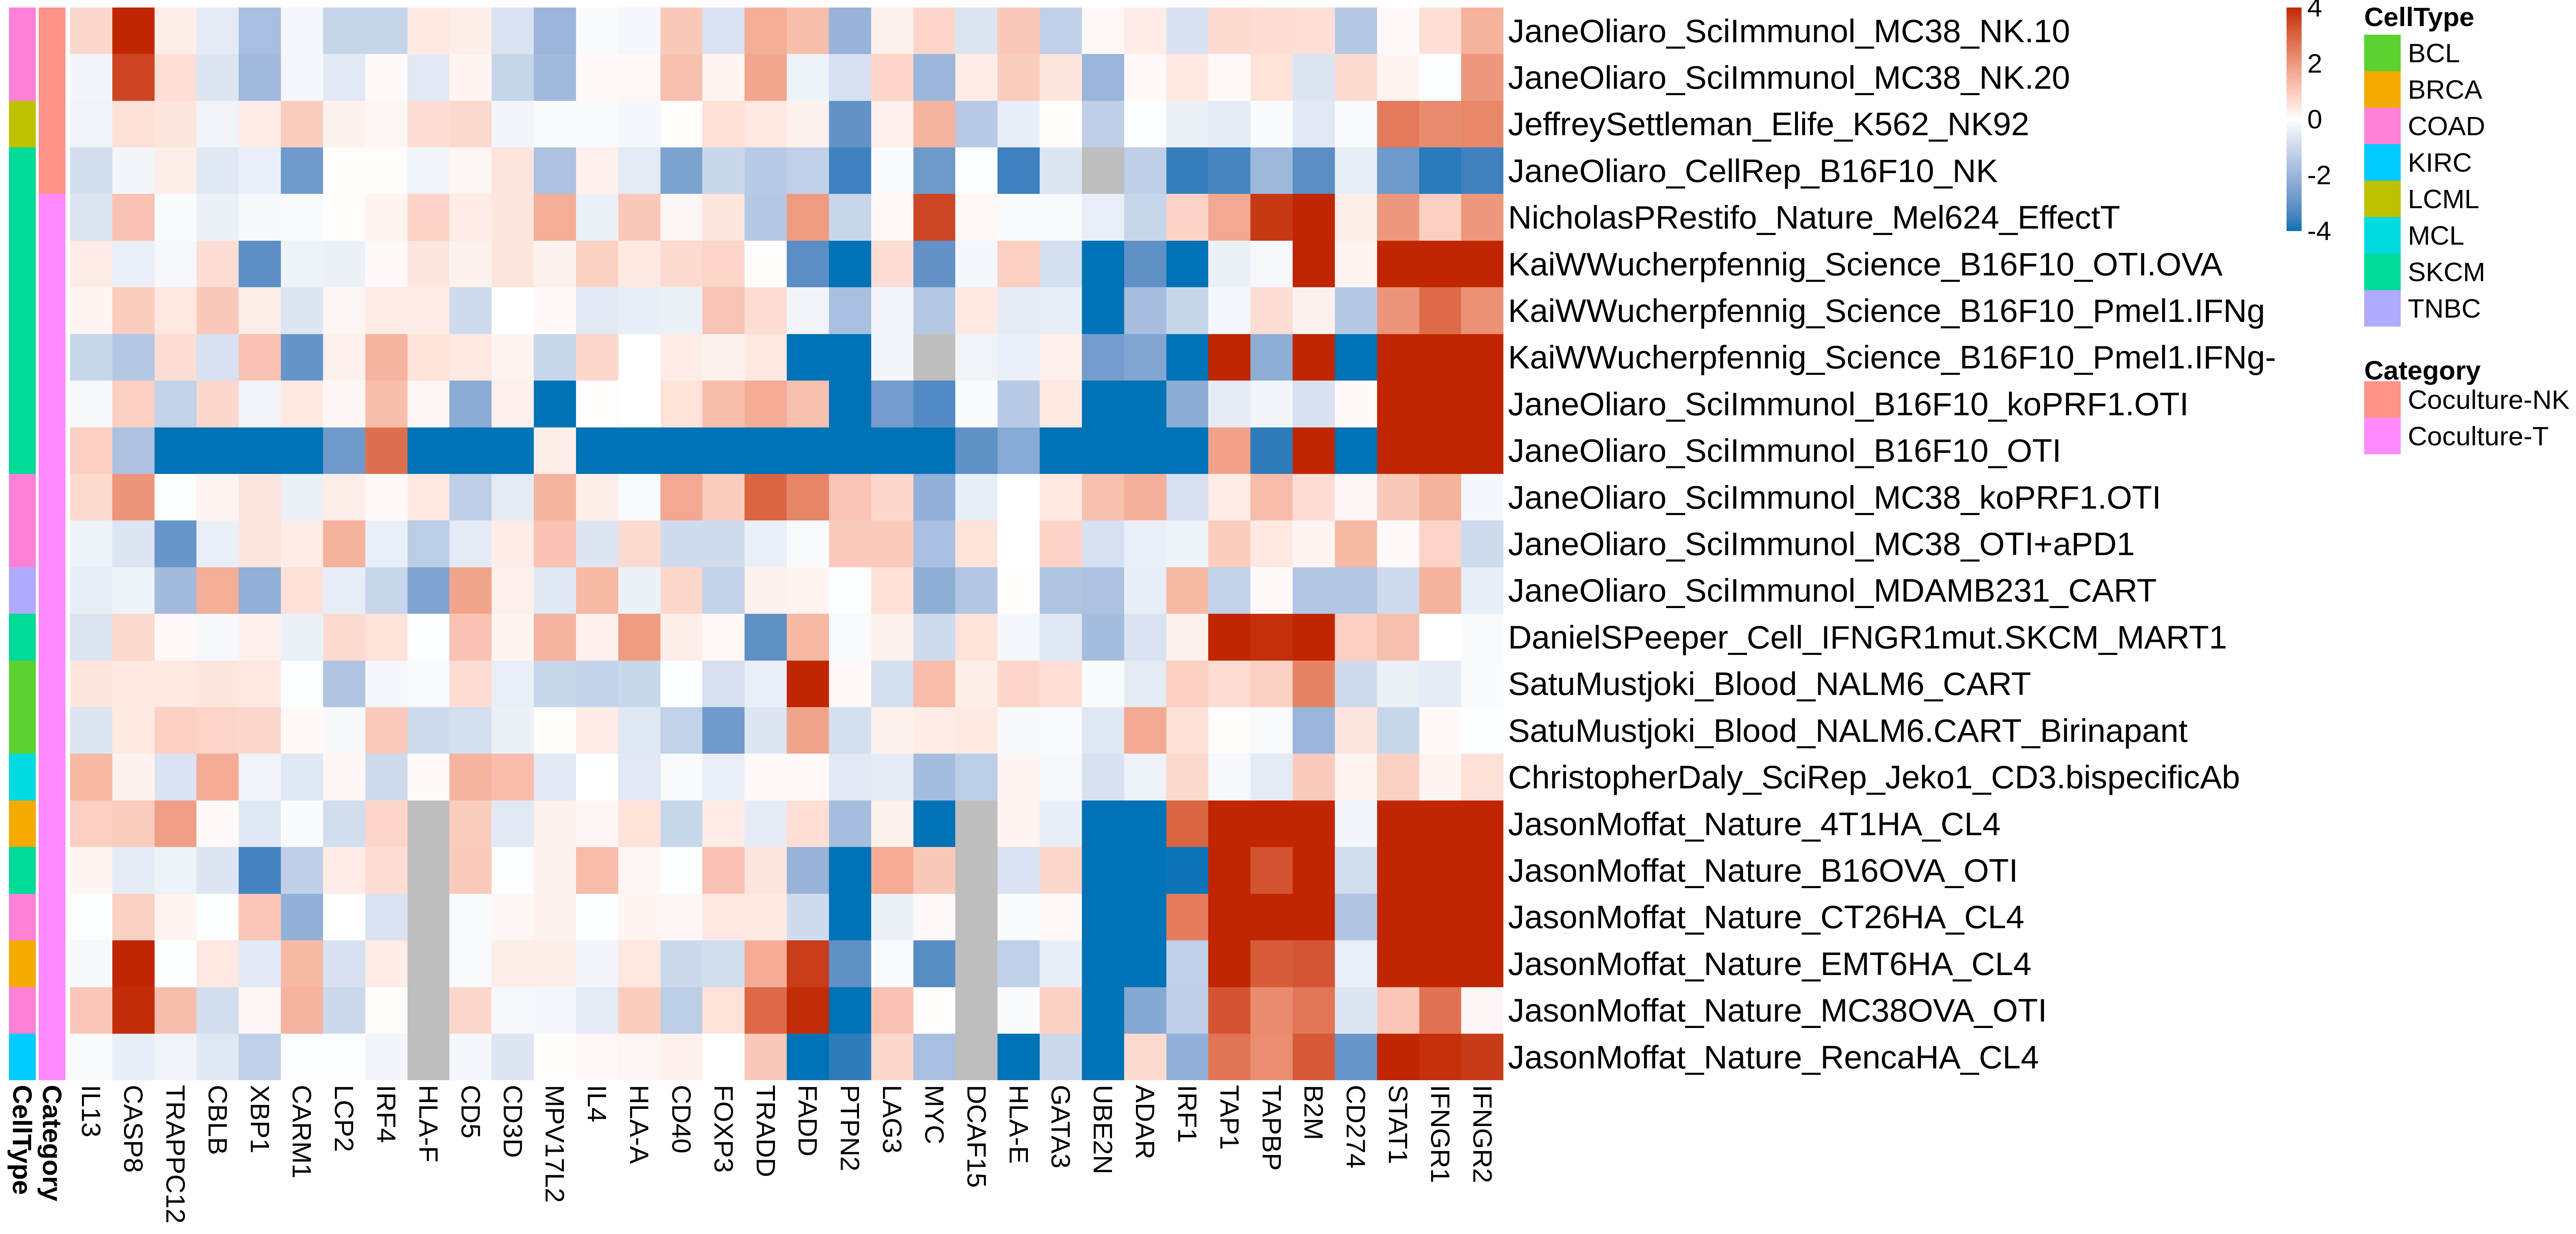 JaneOliaro_SciImmunol_MC38_NK.10
JaneOliaro_SciImmunol_MC38_NK.20
JeffreySettleman_Elife_K562_NK92
JaneOliaro_CellRep_B16F10_NK
NicholasPRestifo_Nature_Mel624_EffectT
KaiWWucherpfennig_Science_B16F10_OTI.OVA
KaiWWucherpfennig_Science_B16F10_Pmel1.IFNg
KaiWWucherpfennig_Science_B16F10_Pmel1.IFNg-
JaneOliaro_SciImmunol_B16F10_koPRF1.OTI
JaneOliaro_SciImmunol_B16F10_OTI
JaneOliaro_SciImmunol_MC38_koPRF1.OTI
JaneOliaro_SciImmunol_MC38_OTI+aPD1
JaneOliaro_SciImmunol_MDAMB231_CART
DanielSPeeper_Cell_IFNGR1mut.SKCM_MART1
SatuMustjoki_Blood_NALM6_CART
SatuMustjoki_Blood_NALM6.CART_Birinapant
ChristopherDaly_SciRep_Jeko1_CD3.bispecificAb
JasonMoffat_Nature_4T1HA_CL4
JasonMoffat_Nature_B16OVA_OTI
JasonMoffat_Nature_CT26HA_CL4
JasonMoffat_Nature_EMT6HA_CL4
JasonMoffat_Nature_MC38OVA_OTI
JasonMoffat_Nature_RencaHA_CL4
CellType
Category
IL13
CASP8
TRAPPC12
CBLB
XBP1
CARM1
LCP2
IRF4
HLA-F
CD5
CD3D
MPV17L2
IL4
HLA-A
CD40
FOXP3
TRADD
FADD
PTPN2
LAG3
MYC
DCAF15
HLA-E
GATA3
UBE2N
ADAR
IRF1
TAP1
TAPBP
B2M
CD274
STAT1
IFNGR1
IFNGR2
4
2
0
-2
-4
CellType
BCL
BRCA
COAD
KIRC
LCML
MCL
SKCM
TNBC
Category
Coculture-NK
Coculture-T